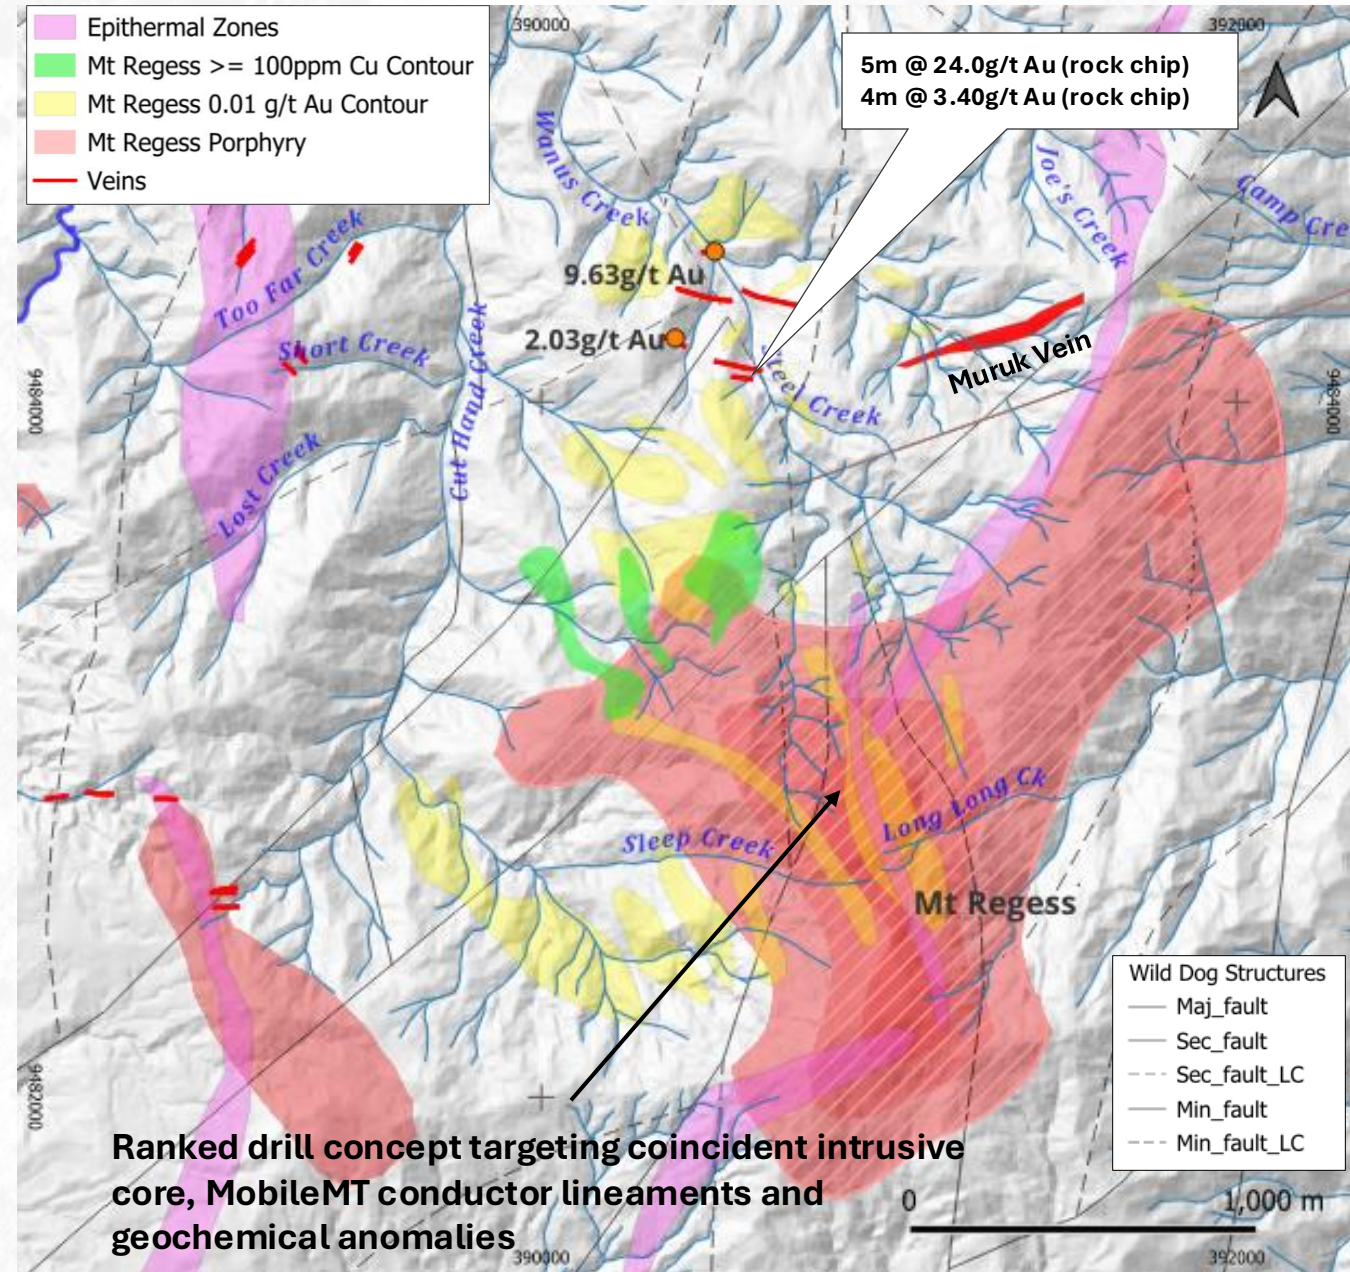 Epithermal Zones
Mt Regess >= 100ppm Cu Contour
Mt Regess 0.01 g/t Au Contour
Mt Regess Porphyry
Veins
390000
392000
5m @ 24.0g/t Au (rock chip)
4m @ 3.40g/t Au (rock chip)
Wanus Creek
Joe's Creek
Camp Cre
Too Far Creek
9.63g/t Au
2.03g/t Au
Short Creek
Cut Hand Creek
Steel Creek
Muruk Vein
9484000
9484000
Lost Creek
Long Long Ck
Sleep Creek
Mt Regess
Wild Dog Structures
Maj_fault
Sec_fault
Sec_fault_LC
Min_fault
Min_fault_LC
9482000
Ranked drill concept targeting coincident intrusive
core, MobileMT conductor lineaments and
geochemical anomalies
0
1,000 m
390000
392000